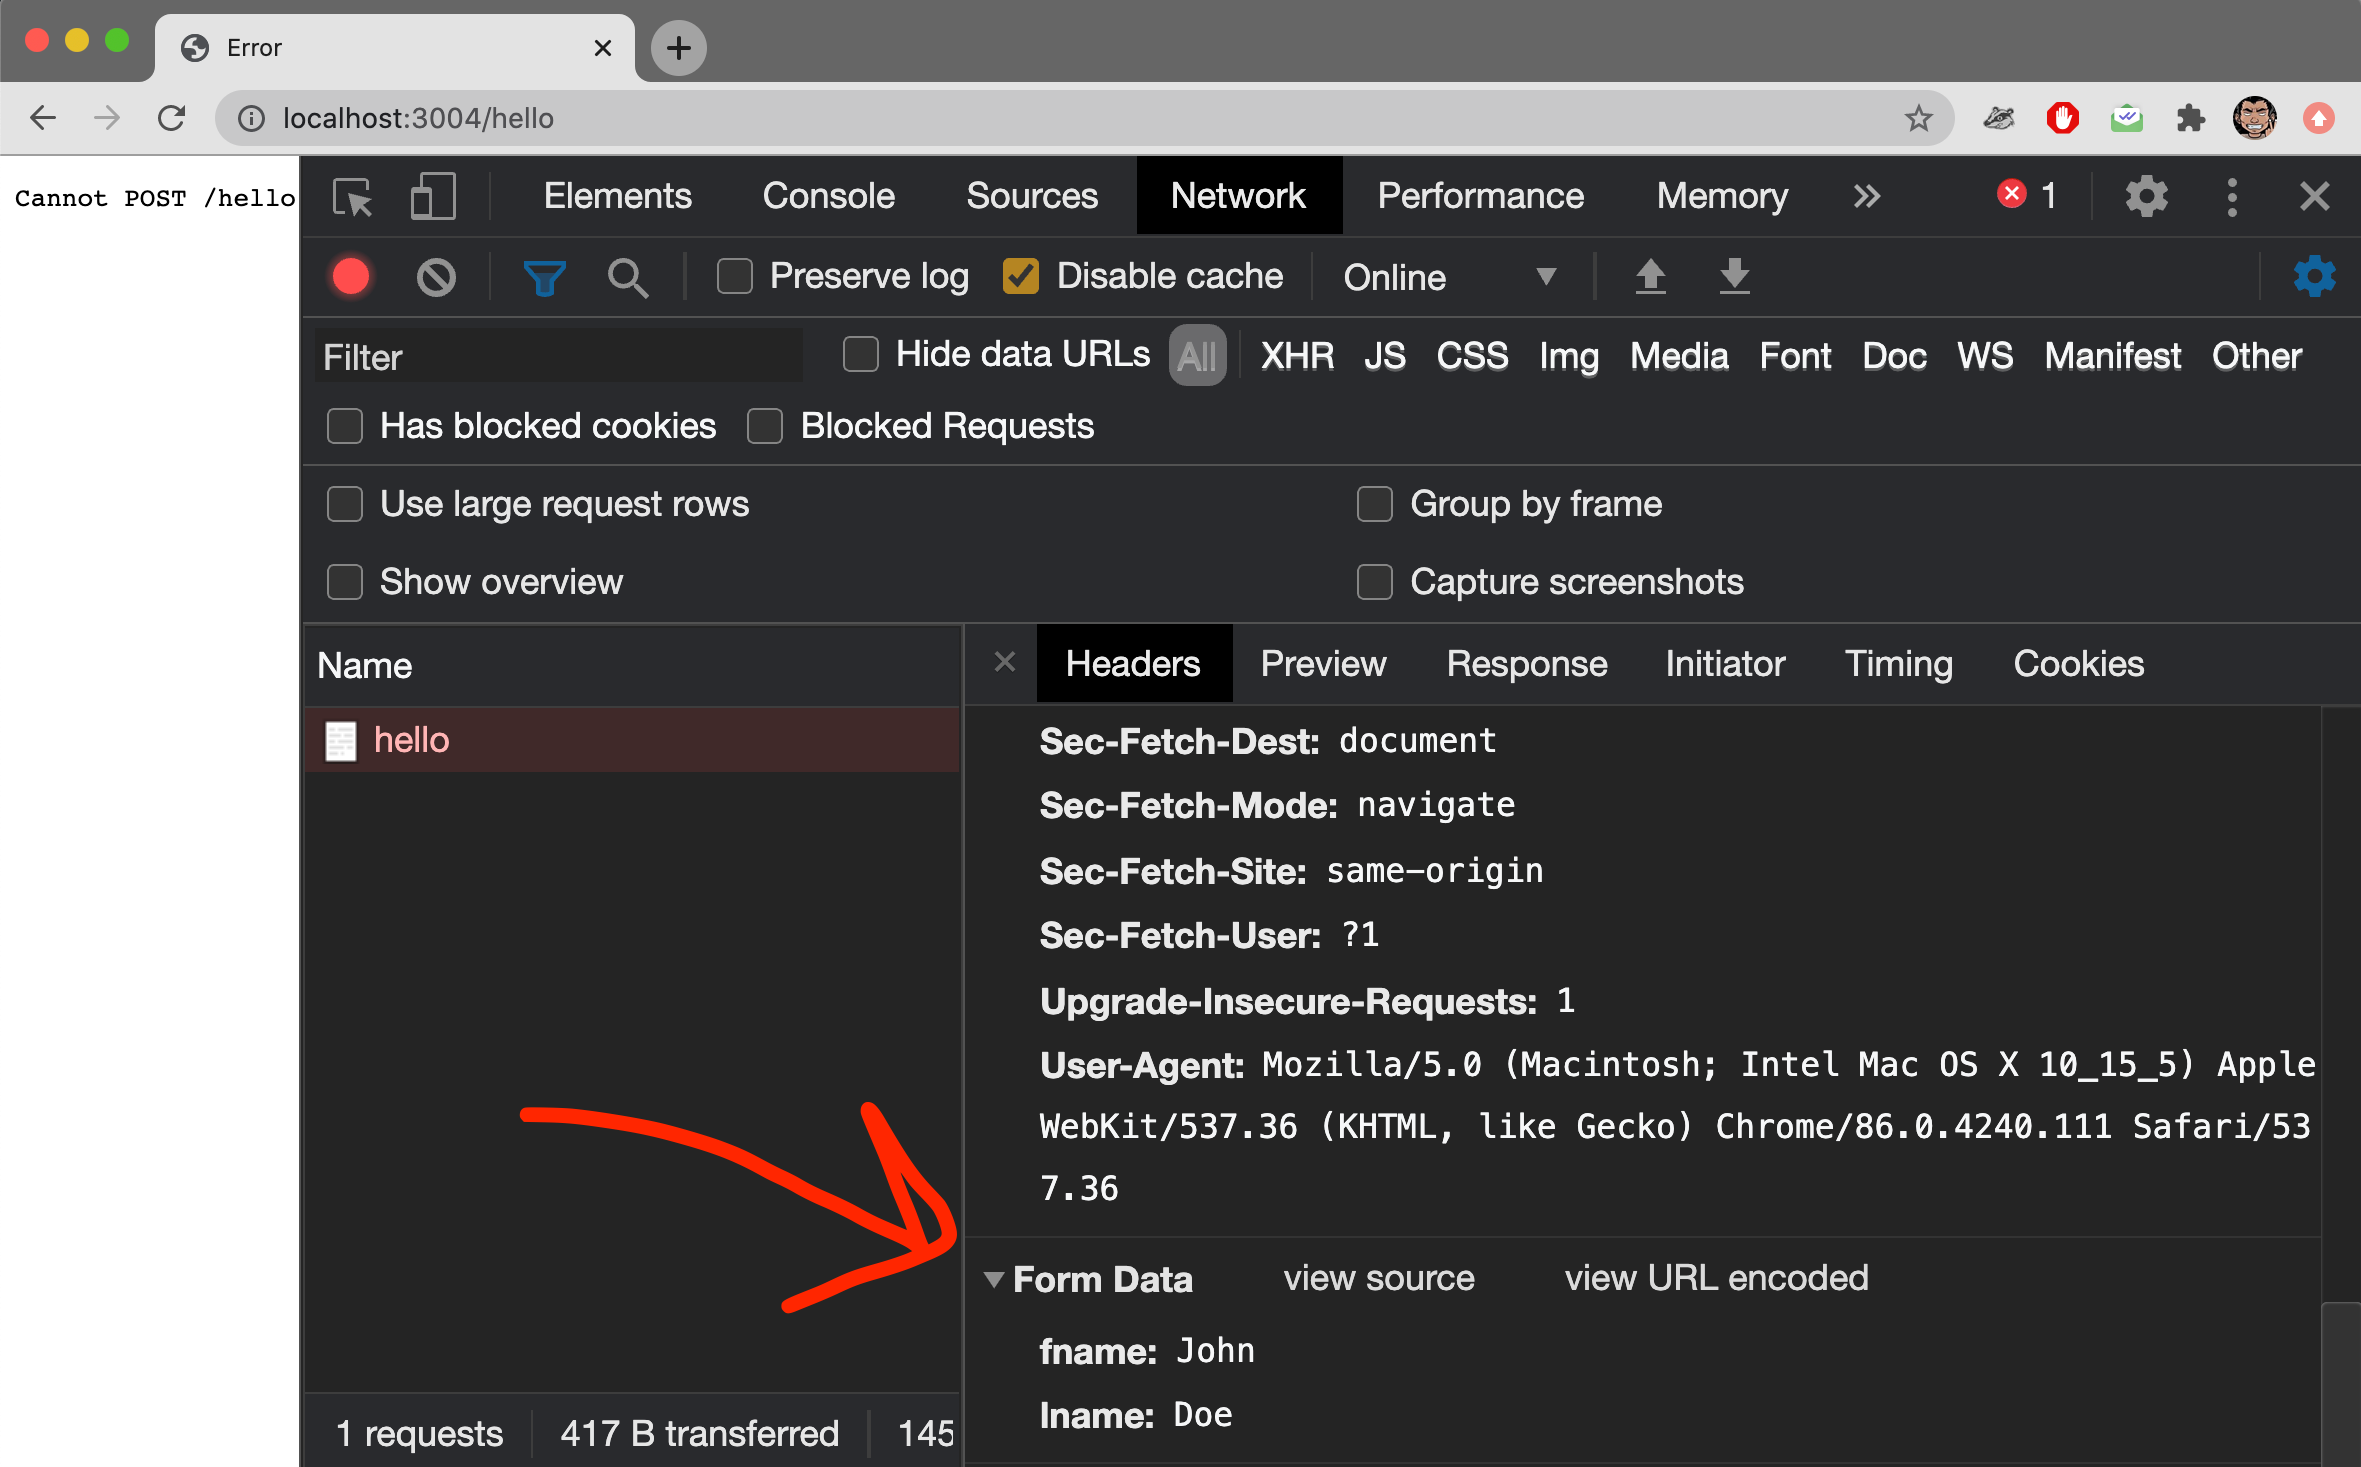 Error
localhost:3004/hello
Cannot POST /hello
Elements Console Sources Network Performance Memory 1
Preserve log Disable cache Online
Filter Hide data URLs All XHR JS CSS Img Media Font Doc WS Manifest Other
Has blocked cookies Blocked Requests
Use large request rows Group by frame
Show overview Capture screenshots
Name
hello
1 requests 417 B transferred 145
Headers Preview Response Initiator Timing Cookies
Sec-Fetch-Dest: document
Sec-Fetch-Mode: navigate
Sec-Fetch-Site: same-origin
Sec-Fetch-User: ?1
Upgrade-Insecure-Requests: 1
User-Agent: Mozilla/5.0 (Macintosh; Intel Mac OS X 10_15_5) Apple
WebKit/537.36 (KHTML, like Gecko) Chrome/86.0.4240.111 Safari/53
7.36
Form Data view source view URL encoded
fname: John
lname: Doe